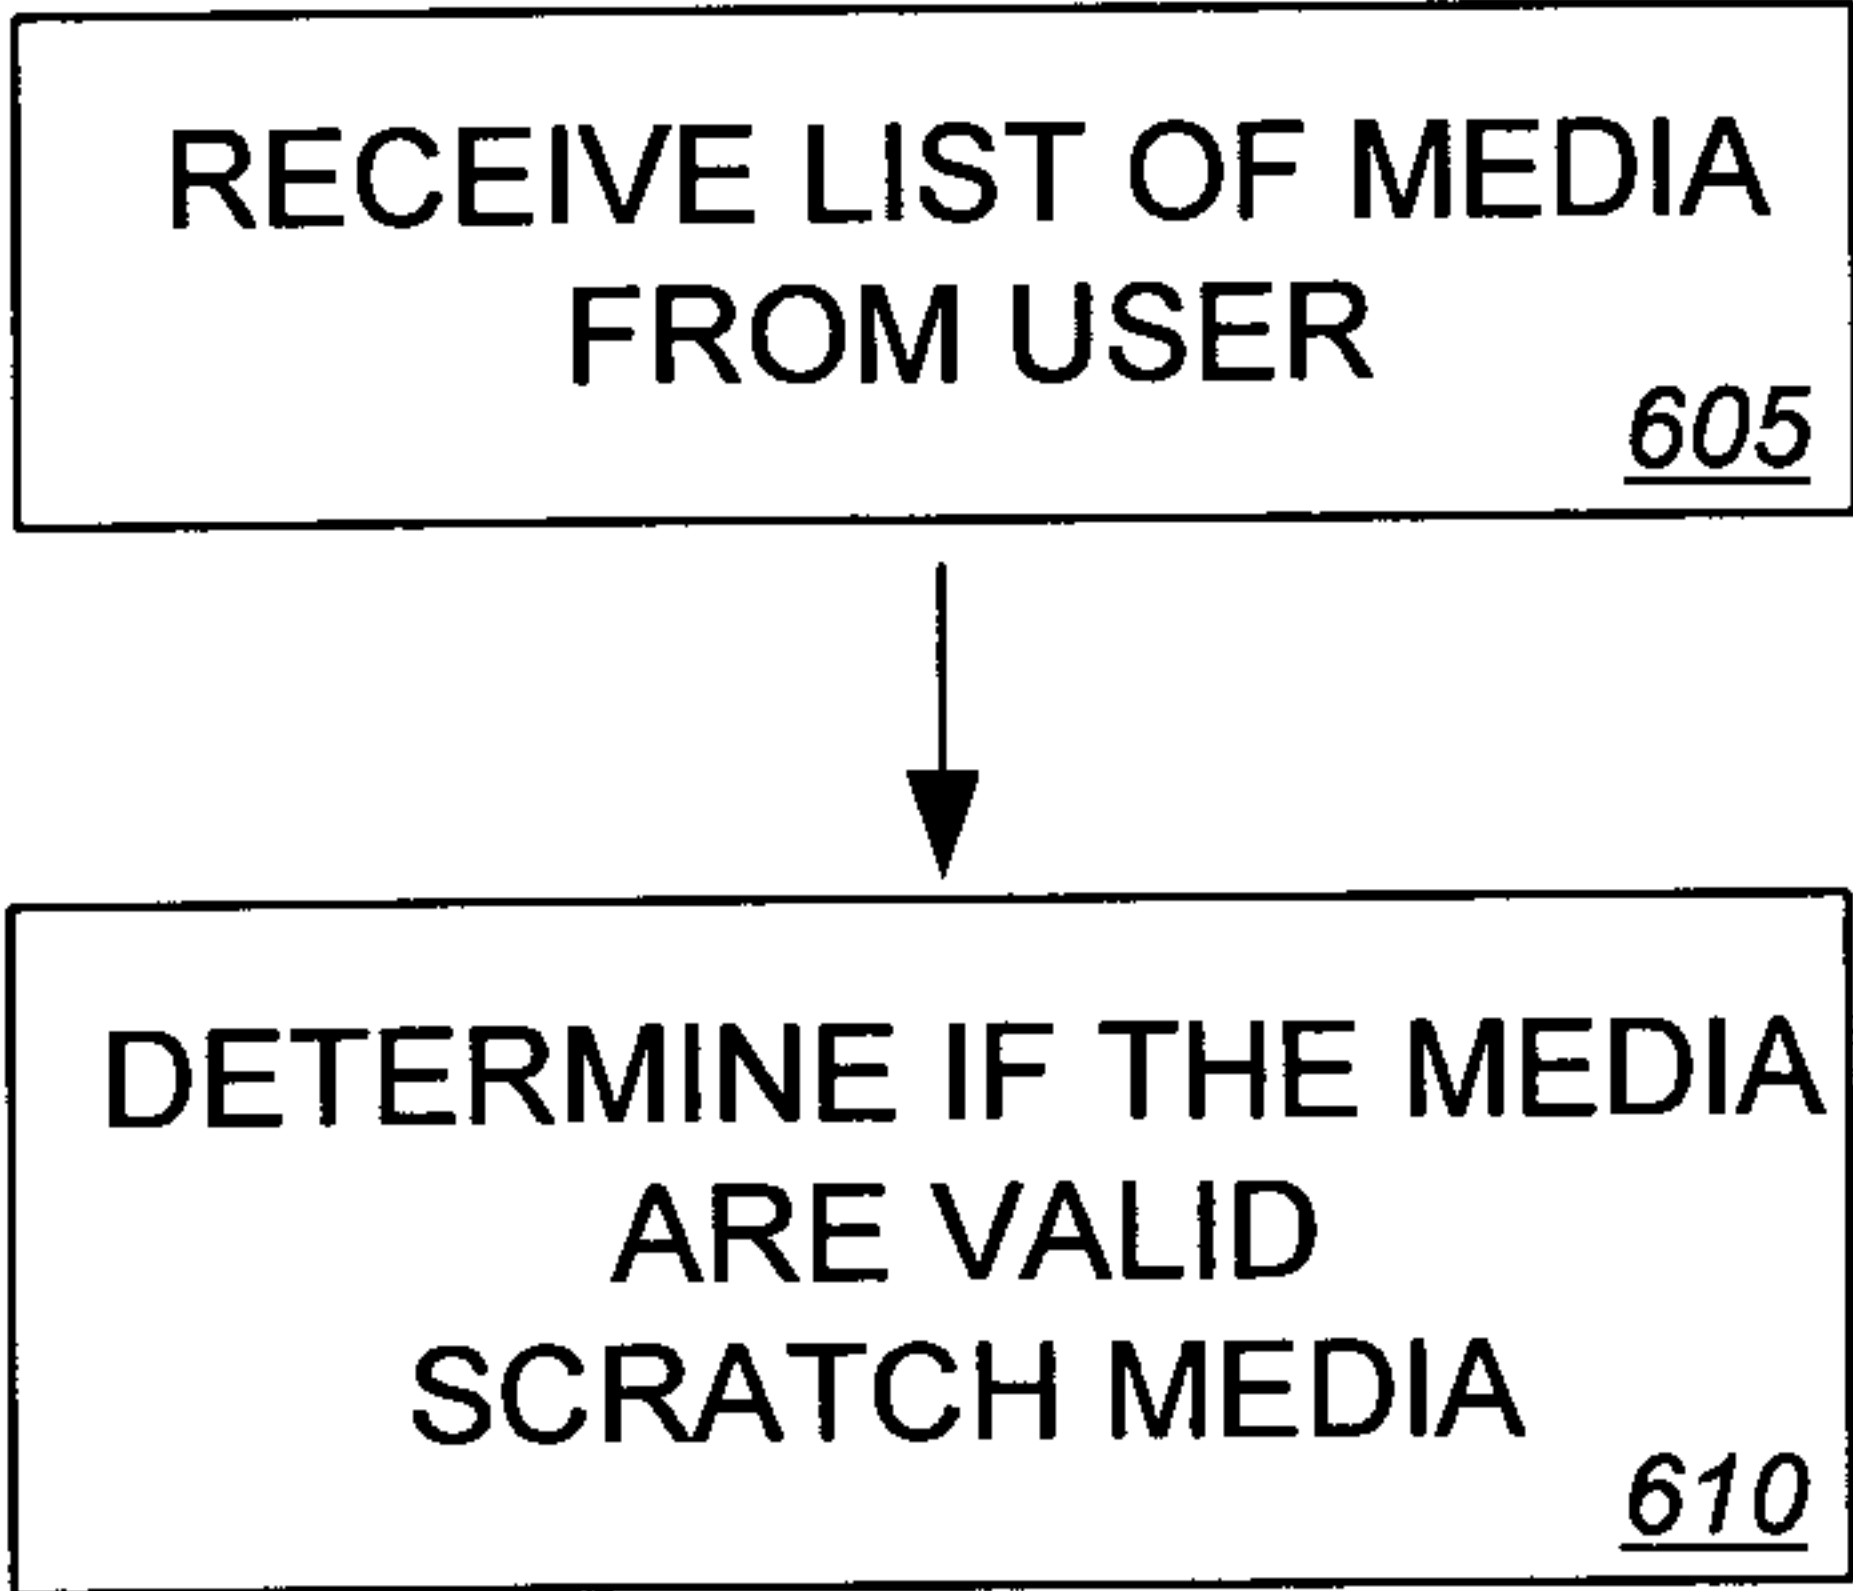 RECEIVE LIST OF MEDIA
FROM USER
605
DETERMINE IF THE MEDIA
ARE VALID
SCRATCH MEDIA
610